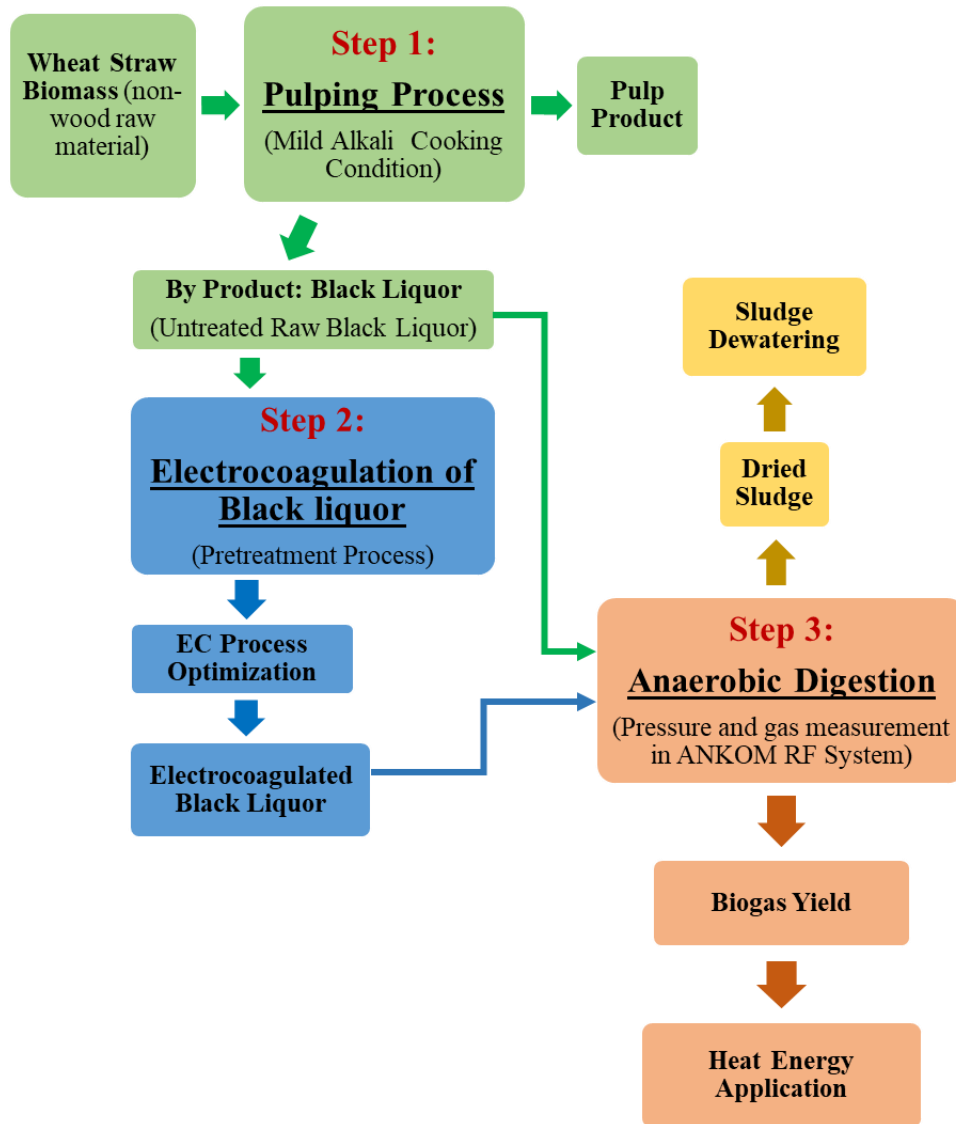 Wheat Straw
Biomass (non-
wood raw
material)
Step 1:
Pulping Process
(Mild Alkali Cooking
Condition)
Pulp
Product
By Product: Black Liquor
(Untreated Raw Black Liquor)
Step 2:
Electrocoagulation of
Black liquor
(Pretreatment Process)
EC Process
Optimization
Electrocoagulated
Black Liquor
Sludge
Dewatering
Dried
Sludge
Step 3:
Anaerobic Digestion
(Pressure and gas measurement
in ANKOM RF System)
Biogas Yield
Heat Energy
Application